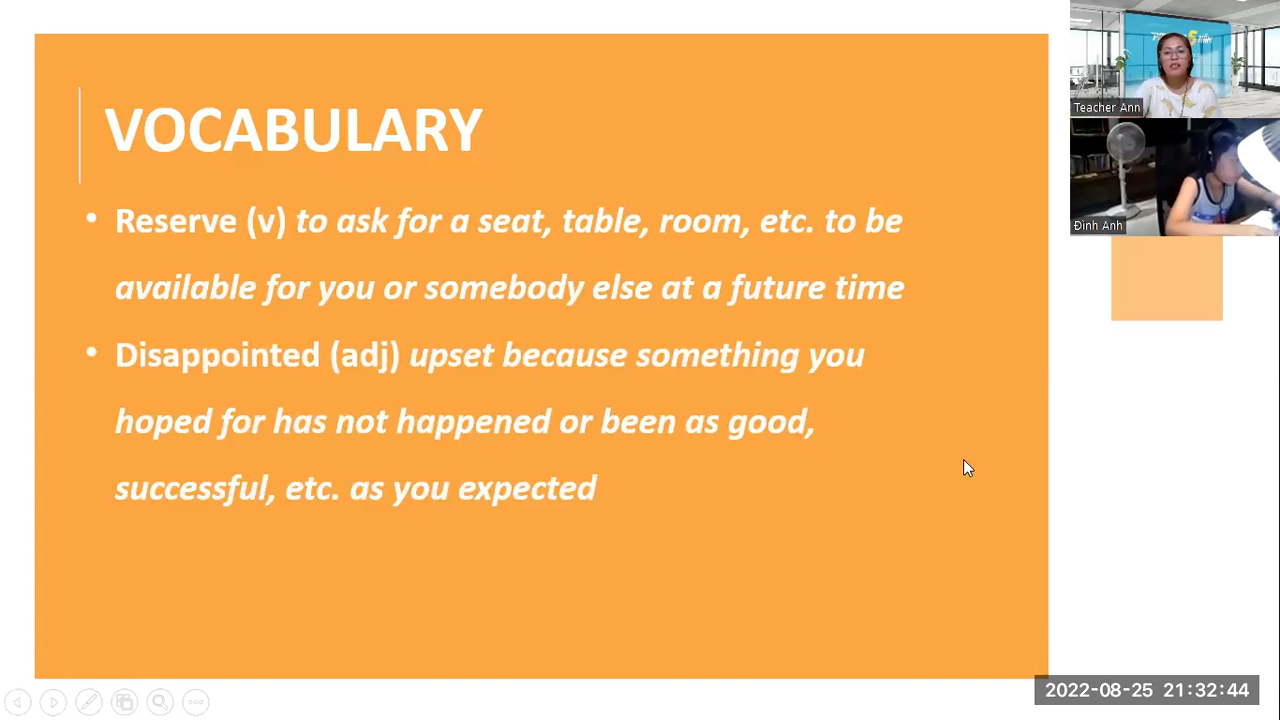 VOCABULARY
• Reserve (v) to ask for a seat, table, room, etc. to be
available for you or somebody else at a future time
• Disappointed (adj) upset because something you
hoped for has not happened or been as good,
successful, etc. as you expected
Teacher Ann
Đình Anh
2022-08-25 21:32:44